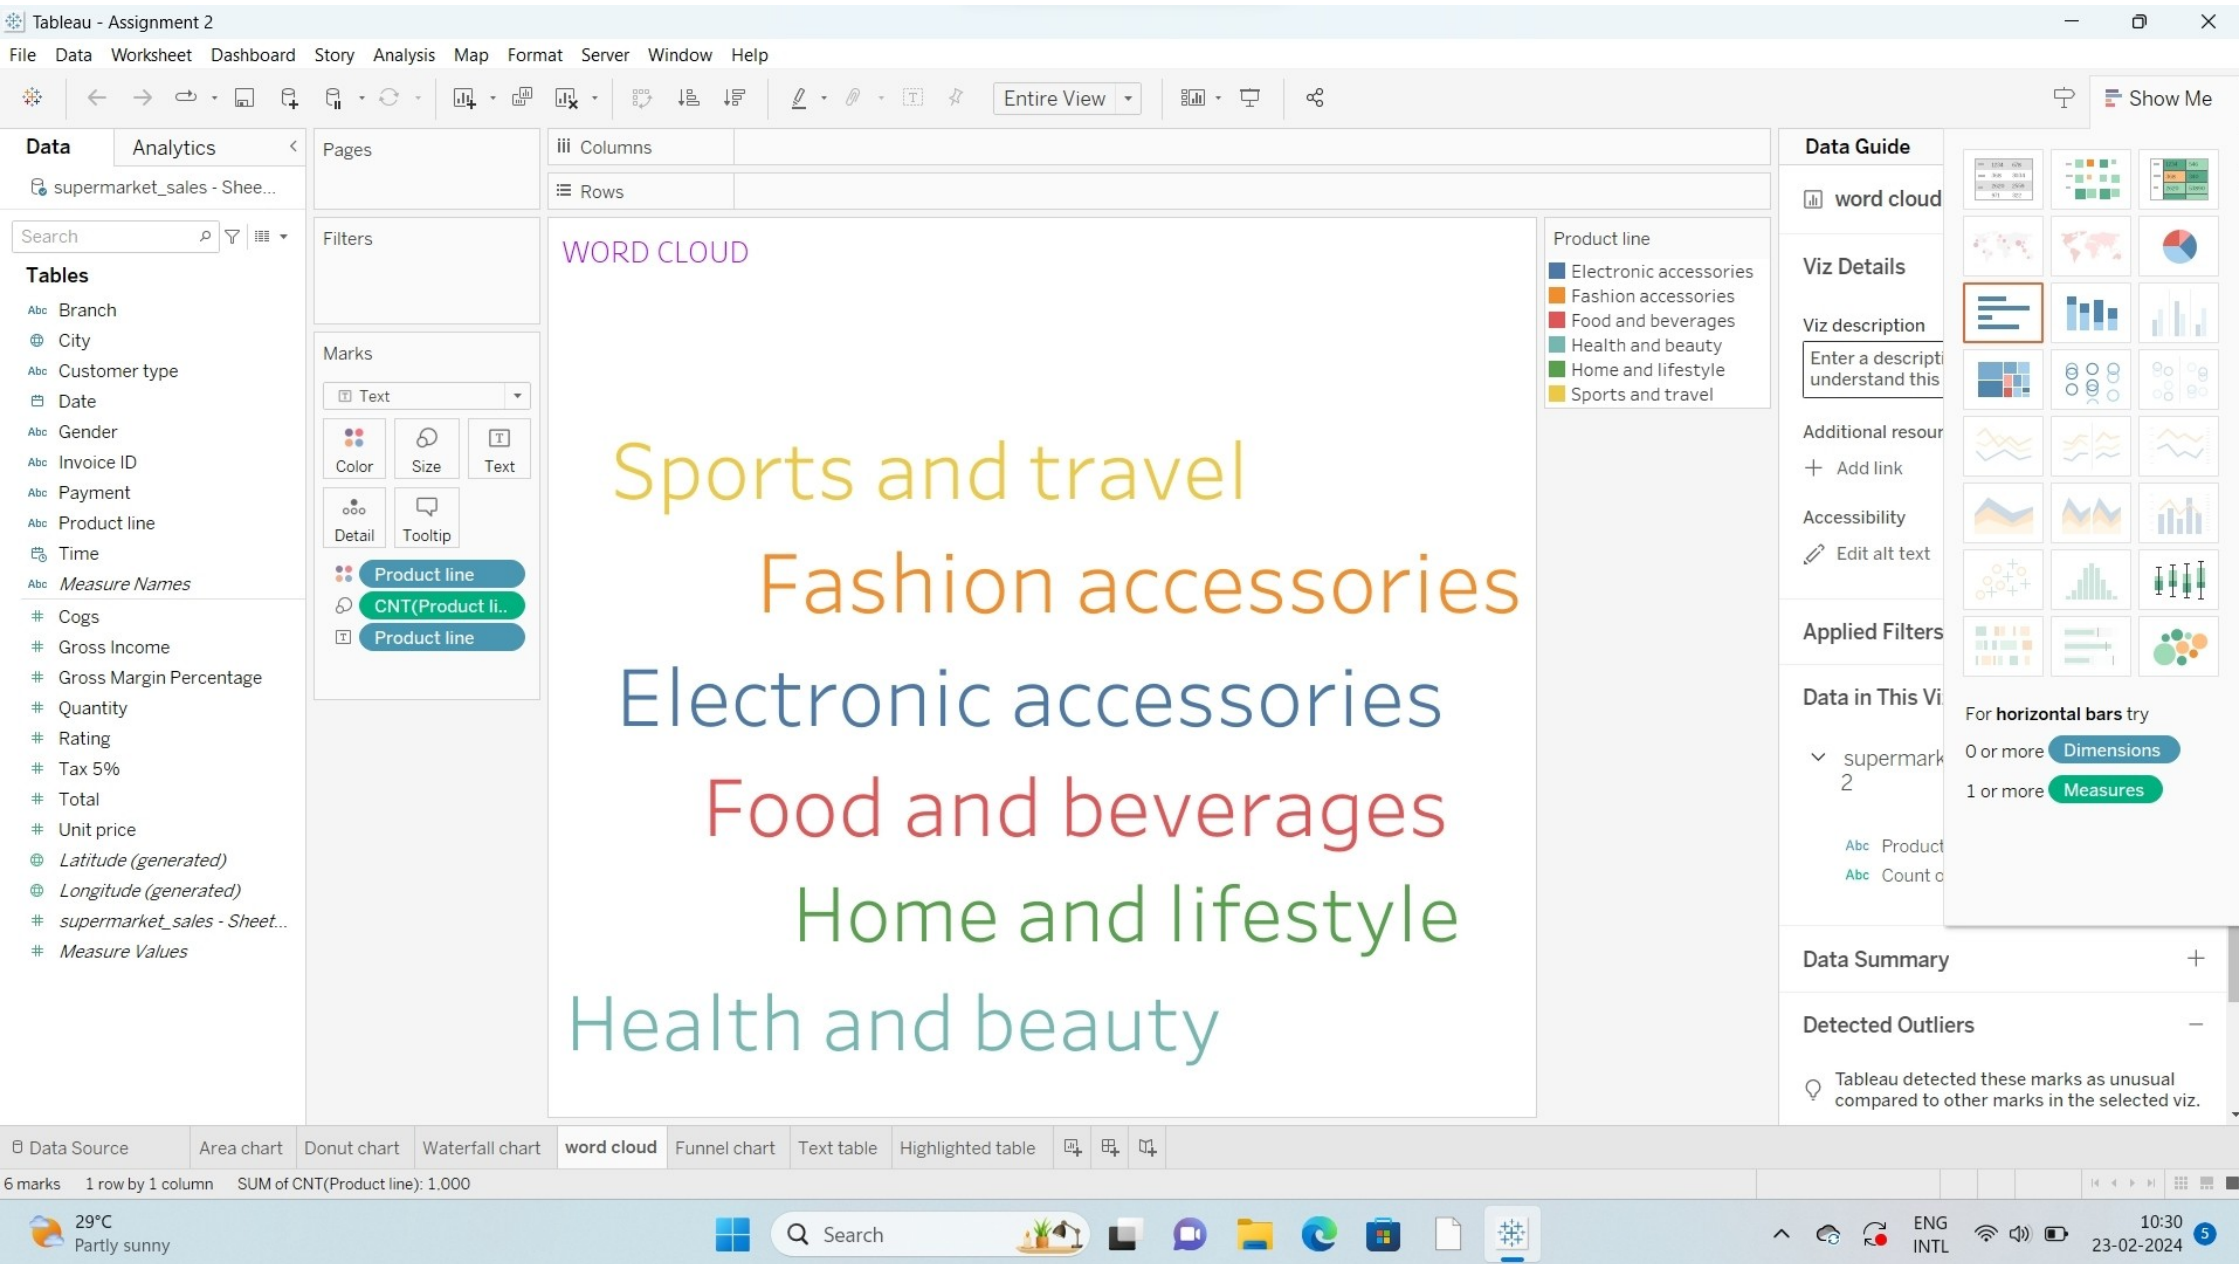 Tableau - Assignment 2
File Data Worksheet Dashboard Story Analysis Map Format Server Window Help
Entire View
Show Me
Data Analytics
supermarket_sales - Shee...
Search
Tables
Abc Branch
City
Abc Customer type
Date
Abc Gender
Abc Invoice ID
Abc Payment
Abc Product line
Time
Abc Measure Names
# Cogs
# Gross Income
# Gross Margin Percentage
# Quantity
# Rating
# Tax 5%
# Total
# Unit price
Latitude (generated)
Longitude (generated)
# supermarket_sales - Sheet...
# Measure Values
Pages
Filters
Marks
Text
Color Size Text
Detail Tooltip
Product line
CNT(Product li..
Product line
Columns
Rows
WORD CLOUD
Sports and travel
Fashion accessories
Electronic accessories
Food and beverages
Home and lifestyle
Health and beauty
Product line
Electronic accessories
Fashion accessories
Food and beverages
Health and beauty
Home and lifestyle
Sports and travel
Data Guide
word cloud
Viz Details
Viz description
Enter a descripti
understand this
Additional resour
+ Add link
Accessibility
Edit alt text
Applied Filters
Data in This Vi
supermark
2
Abc Product
Abc Count o
For horizontal bars try
0 or more Dimensions
1 or more Measures
Data Summary +
Detected Outliers −
Tableau detected these marks as unusual
compared to other marks in the selected viz.
Data Source Area chart Donut chart Waterfall chart word cloud Funnel chart Text table Highlighted table
6 marks 1 row by 1 column SUM of CNT(Product line): 1,000
29°C
Partly sunny
Search
ENG
INTL
10:30
23-02-2024
5